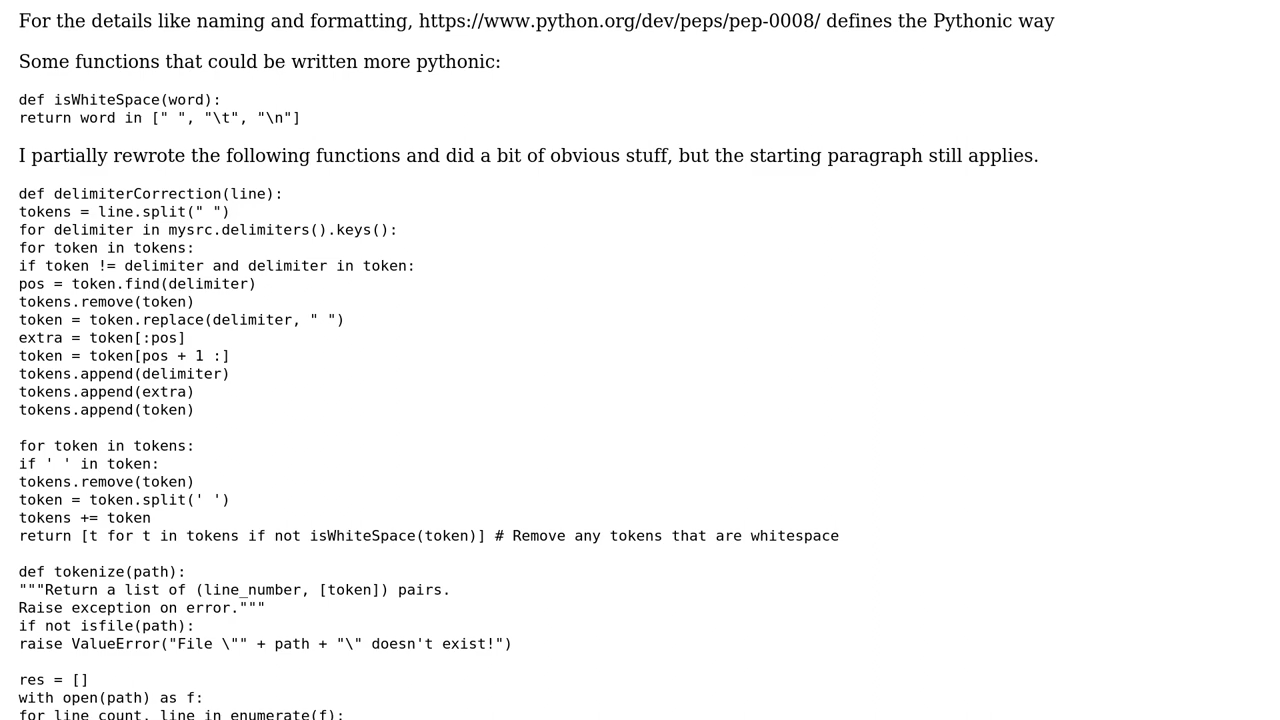 For the details like naming and formatting, https://www.python.org/dev/peps/pep-0008/ defines the Pythonic way
Some functions that could be written more pythonic:
def isWhiteSpace(word):
return word in [" ", "\t", "\n"]
I partially rewrote the following functions and did a bit of obvious stuff, but the starting paragraph still applies.
def delimiterCorrection(line):
tokens = line.split(" ")
for delimiter in mysrc.delimiters().keys():
for token in tokens:
if token != delimiter and delimiter in token:
pos = token.find(delimiter)
tokens.remove(token)
token = token.replace(delimiter, " ")
extra = token[:pos]
token = token[pos + 1 :]
tokens.append(delimiter)
tokens.append(extra)
tokens.append(token)
for token in tokens:
if ' ' in token:
tokens.remove(token)
token = token.split(' ')
tokens += token
return [t for t in tokens if not isWhiteSpace(token)] # Remove any tokens that are whitespace
def tokenize(path):
"""Return a list of (line_number, [token]) pairs.
Raise exception on error."""
if not isfile(path):
raise ValueError("File \"" + path + "\" doesn't exist!")
res = []
with open(path) as f:
for line_count, line in enumerate(f):